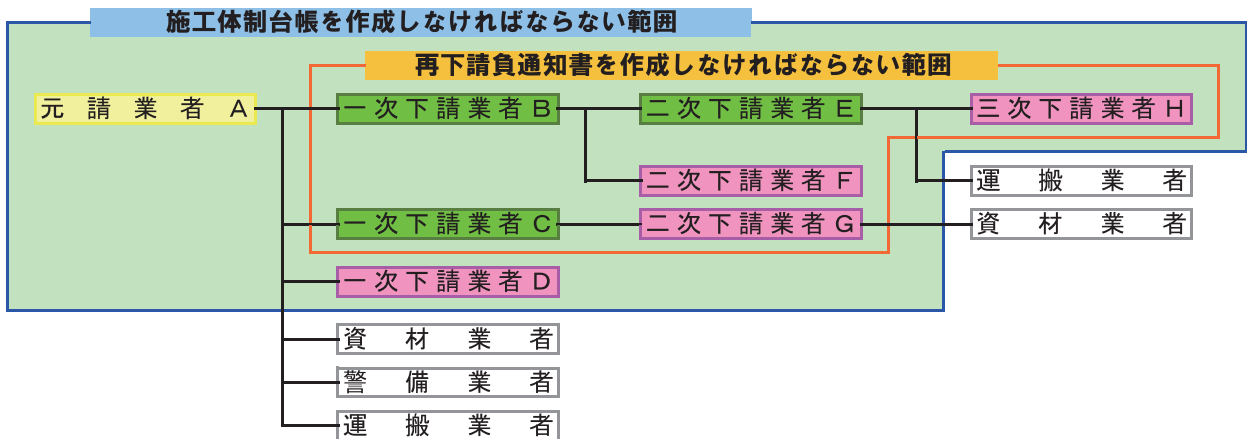 施工体制台帳を作成しなければならない範囲
再下請負通知書を作成しなければならない範囲
元請業者A
一次下請業者B
二次下請業者E
三次下請業者H
二次下請業者F
運搬業者
一次下請業者C
二次下請業者G
資材業者
一次下請業者D
資材業者
警備業者
運搬業者